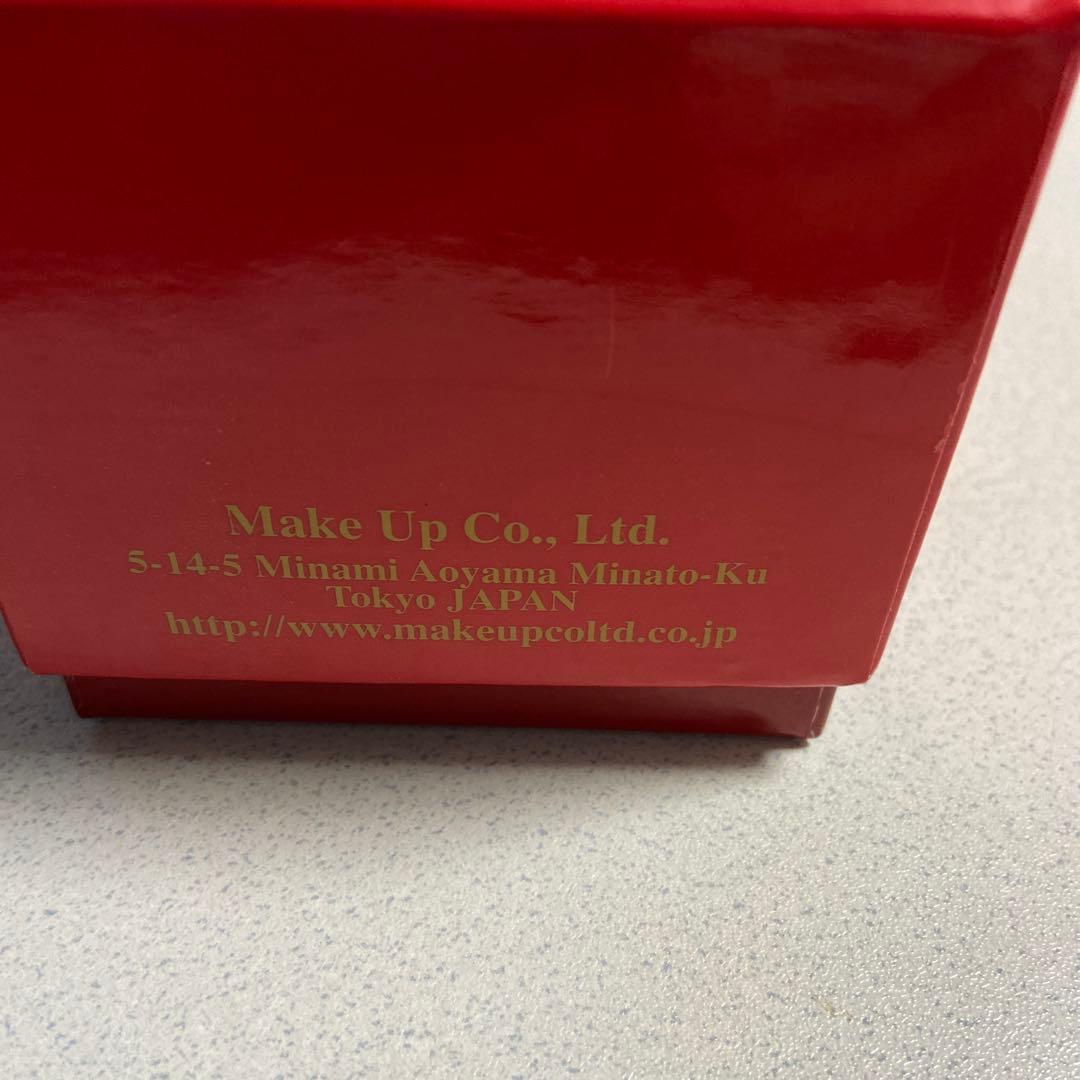 Make Up Co., Ltd.
5-14-5 Minami Aoyama Minato-Ku
Tokyo JAPAN
http://www.makeupcoltd.co.jp